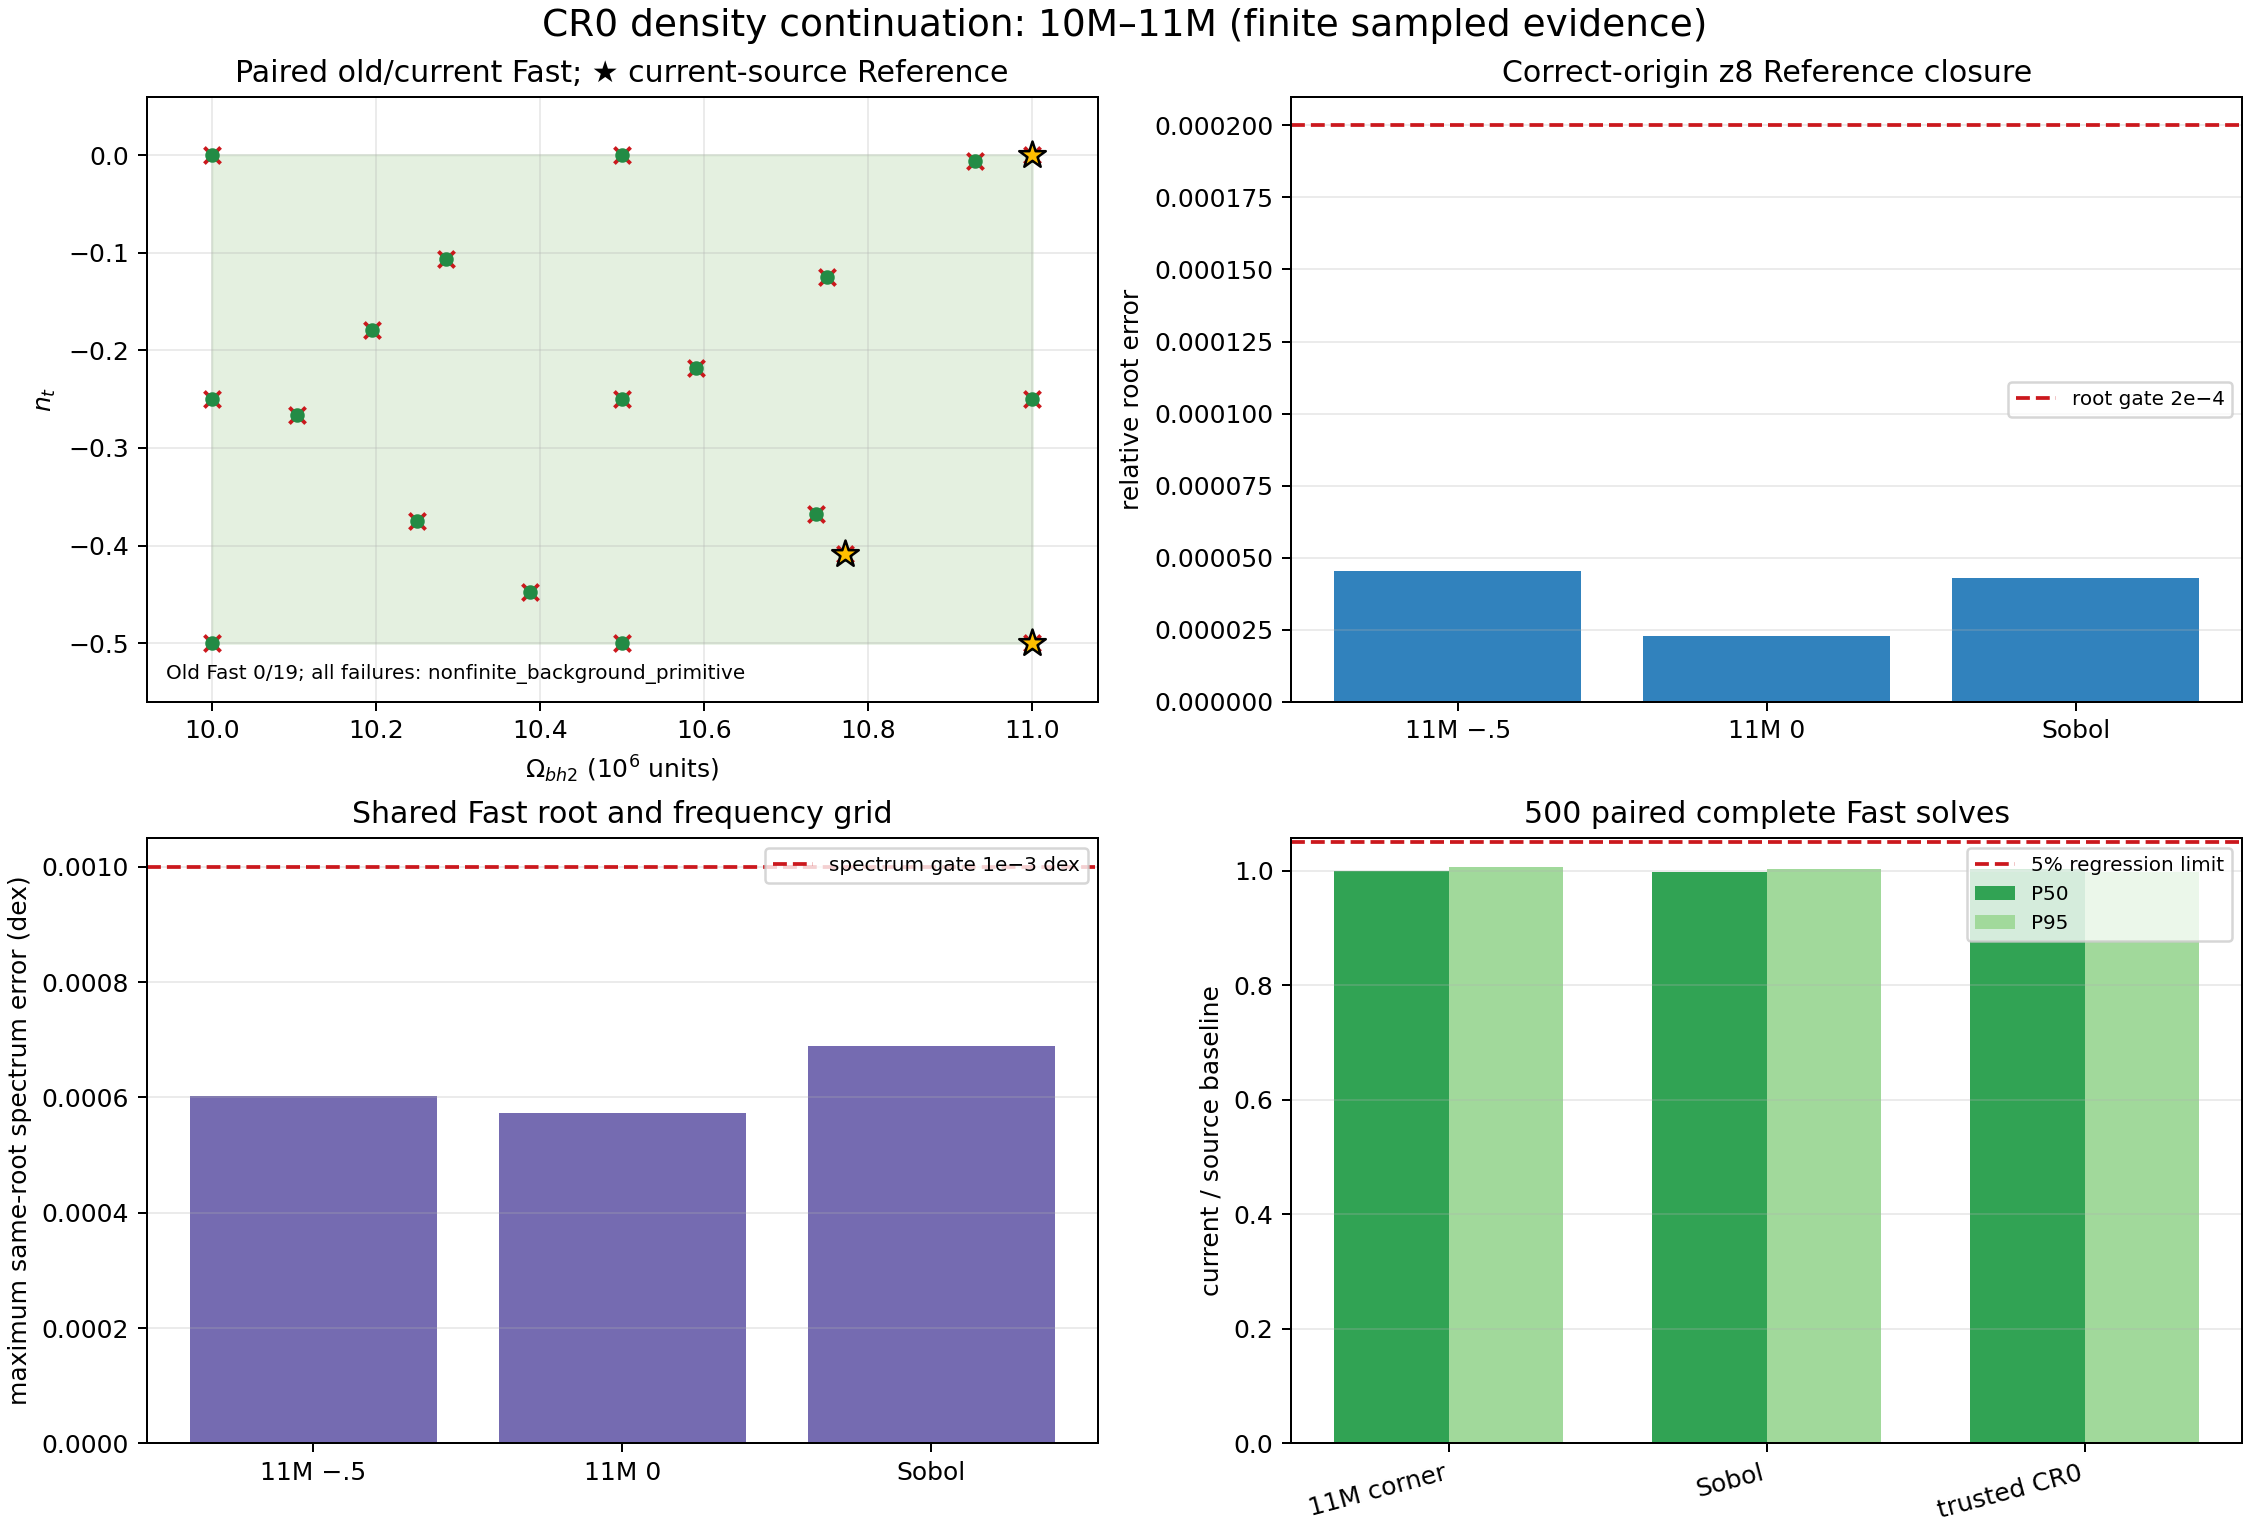 CR0 density continuation: 10M–11M (finite sampled evidence)
Paired old/current Fast; ★ current-source Reference
0.0
−0.1
−0.2
−0.3
−0.4
−0.5
n_t
Old Fast 0/19; all failures: nonfinite_background_primitive
10.0 10.2 10.4 10.6 10.8 11.0
Ω_bh2 (10^6 units)
Correct-origin z8 Reference closure
0.000200
0.000175
0.000150
0.000125
0.000100
0.000075
0.000050
0.000025
0.000000
relative root error
root gate 2e−4
11M −.5 11M 0 Sobol
Shared Fast root and frequency grid
0.0010
0.0008
0.0006
0.0004
0.0002
0.0000
maximum same-root spectrum error (dex)
spectrum gate 1e−3 dex
11M −.5 11M 0 Sobol
500 paired complete Fast solves
1.0
0.8
0.6
0.4
0.2
0.0
current / source baseline
5% regression limit
P50
P95
11M corner Sobol trusted CR0